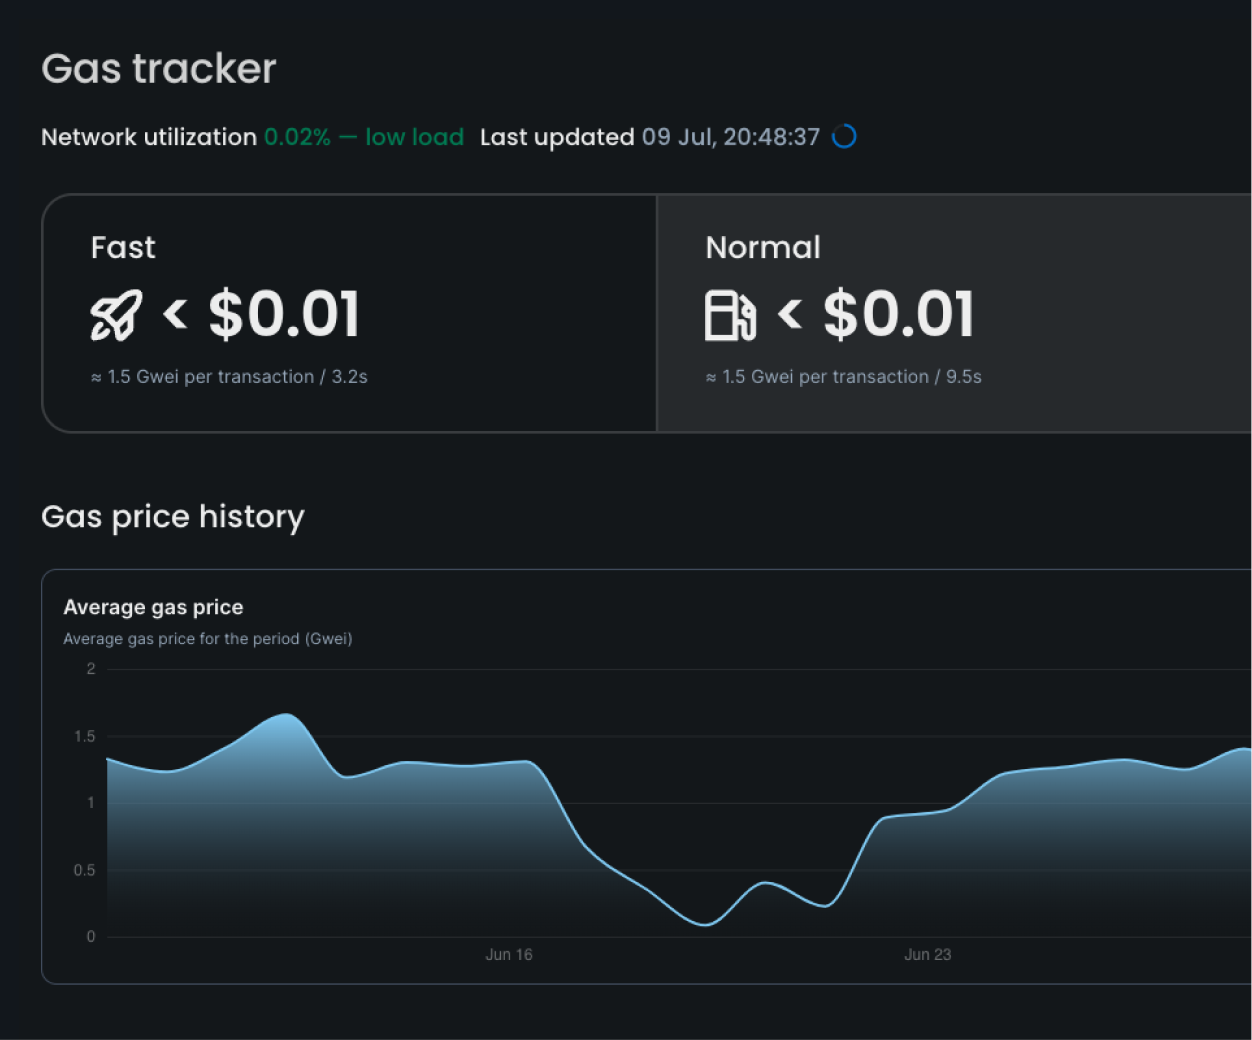 Gas tracker
Network utilization 0.02% — low load Last updated 09 Jul, 20:48:37
Fast
< $0.01
≈ 1.5 Gwei per transaction / 3.2s
Normal
< $0.01
≈ 1.5 Gwei per transaction / 9.5s
Gas price history
Average gas price
Average gas price for the period (Gwei)
2
1.5
1
0.5
0
Jun 16
Jun 23